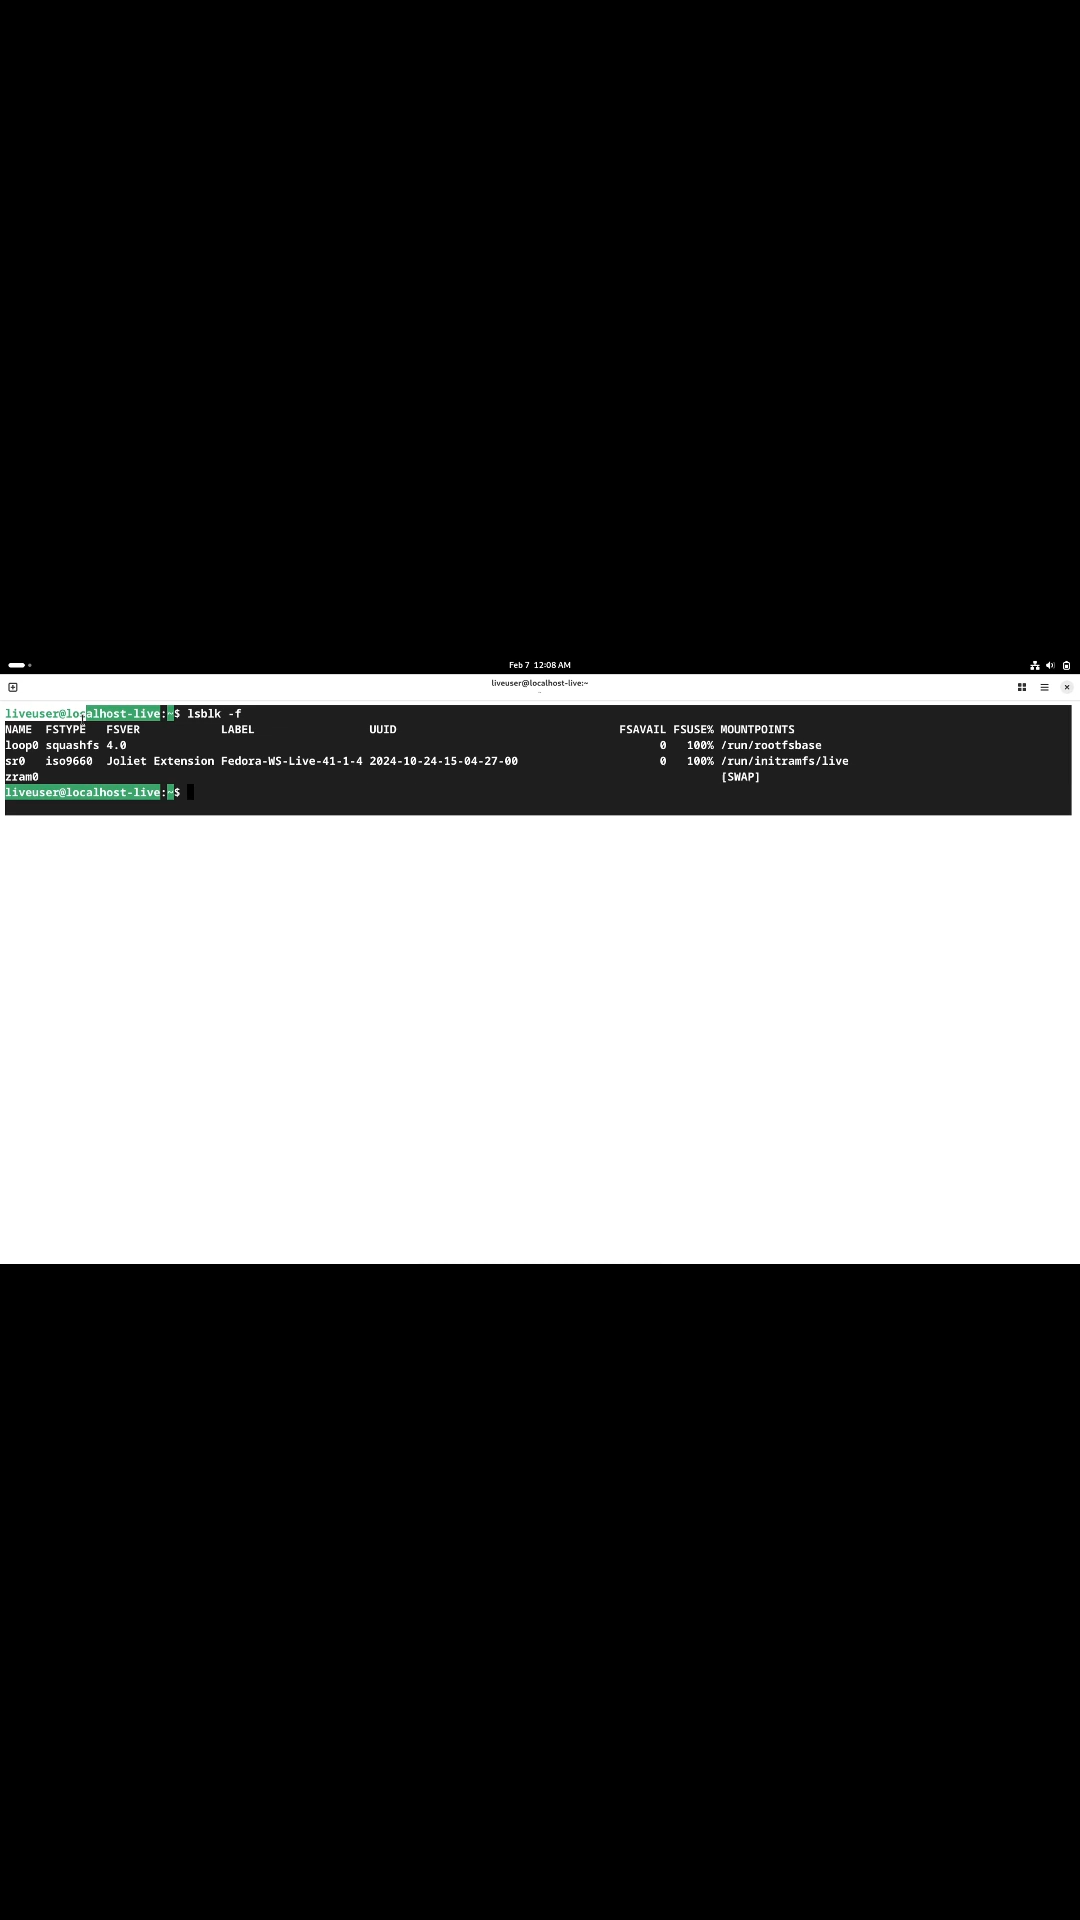 Feb 7 12:08 AM
liveuser@localhost-live:~
~
liveuser@localhost-live:~$ lsblk -f
NAME FSTYPE FSVER LABEL UUID FSAVAIL FSUSE% MOUNTPOINTS
loop0 squashfs 4.0 0 100% /run/rootfsbase
sr0 iso9660 Joliet Extension Fedora-WS-Live-41-1-4 2024-10-24-15-04-27-00 0 100% /run/initramfs/live
zram0 [SWAP]
liveuser@localhost-live:~$